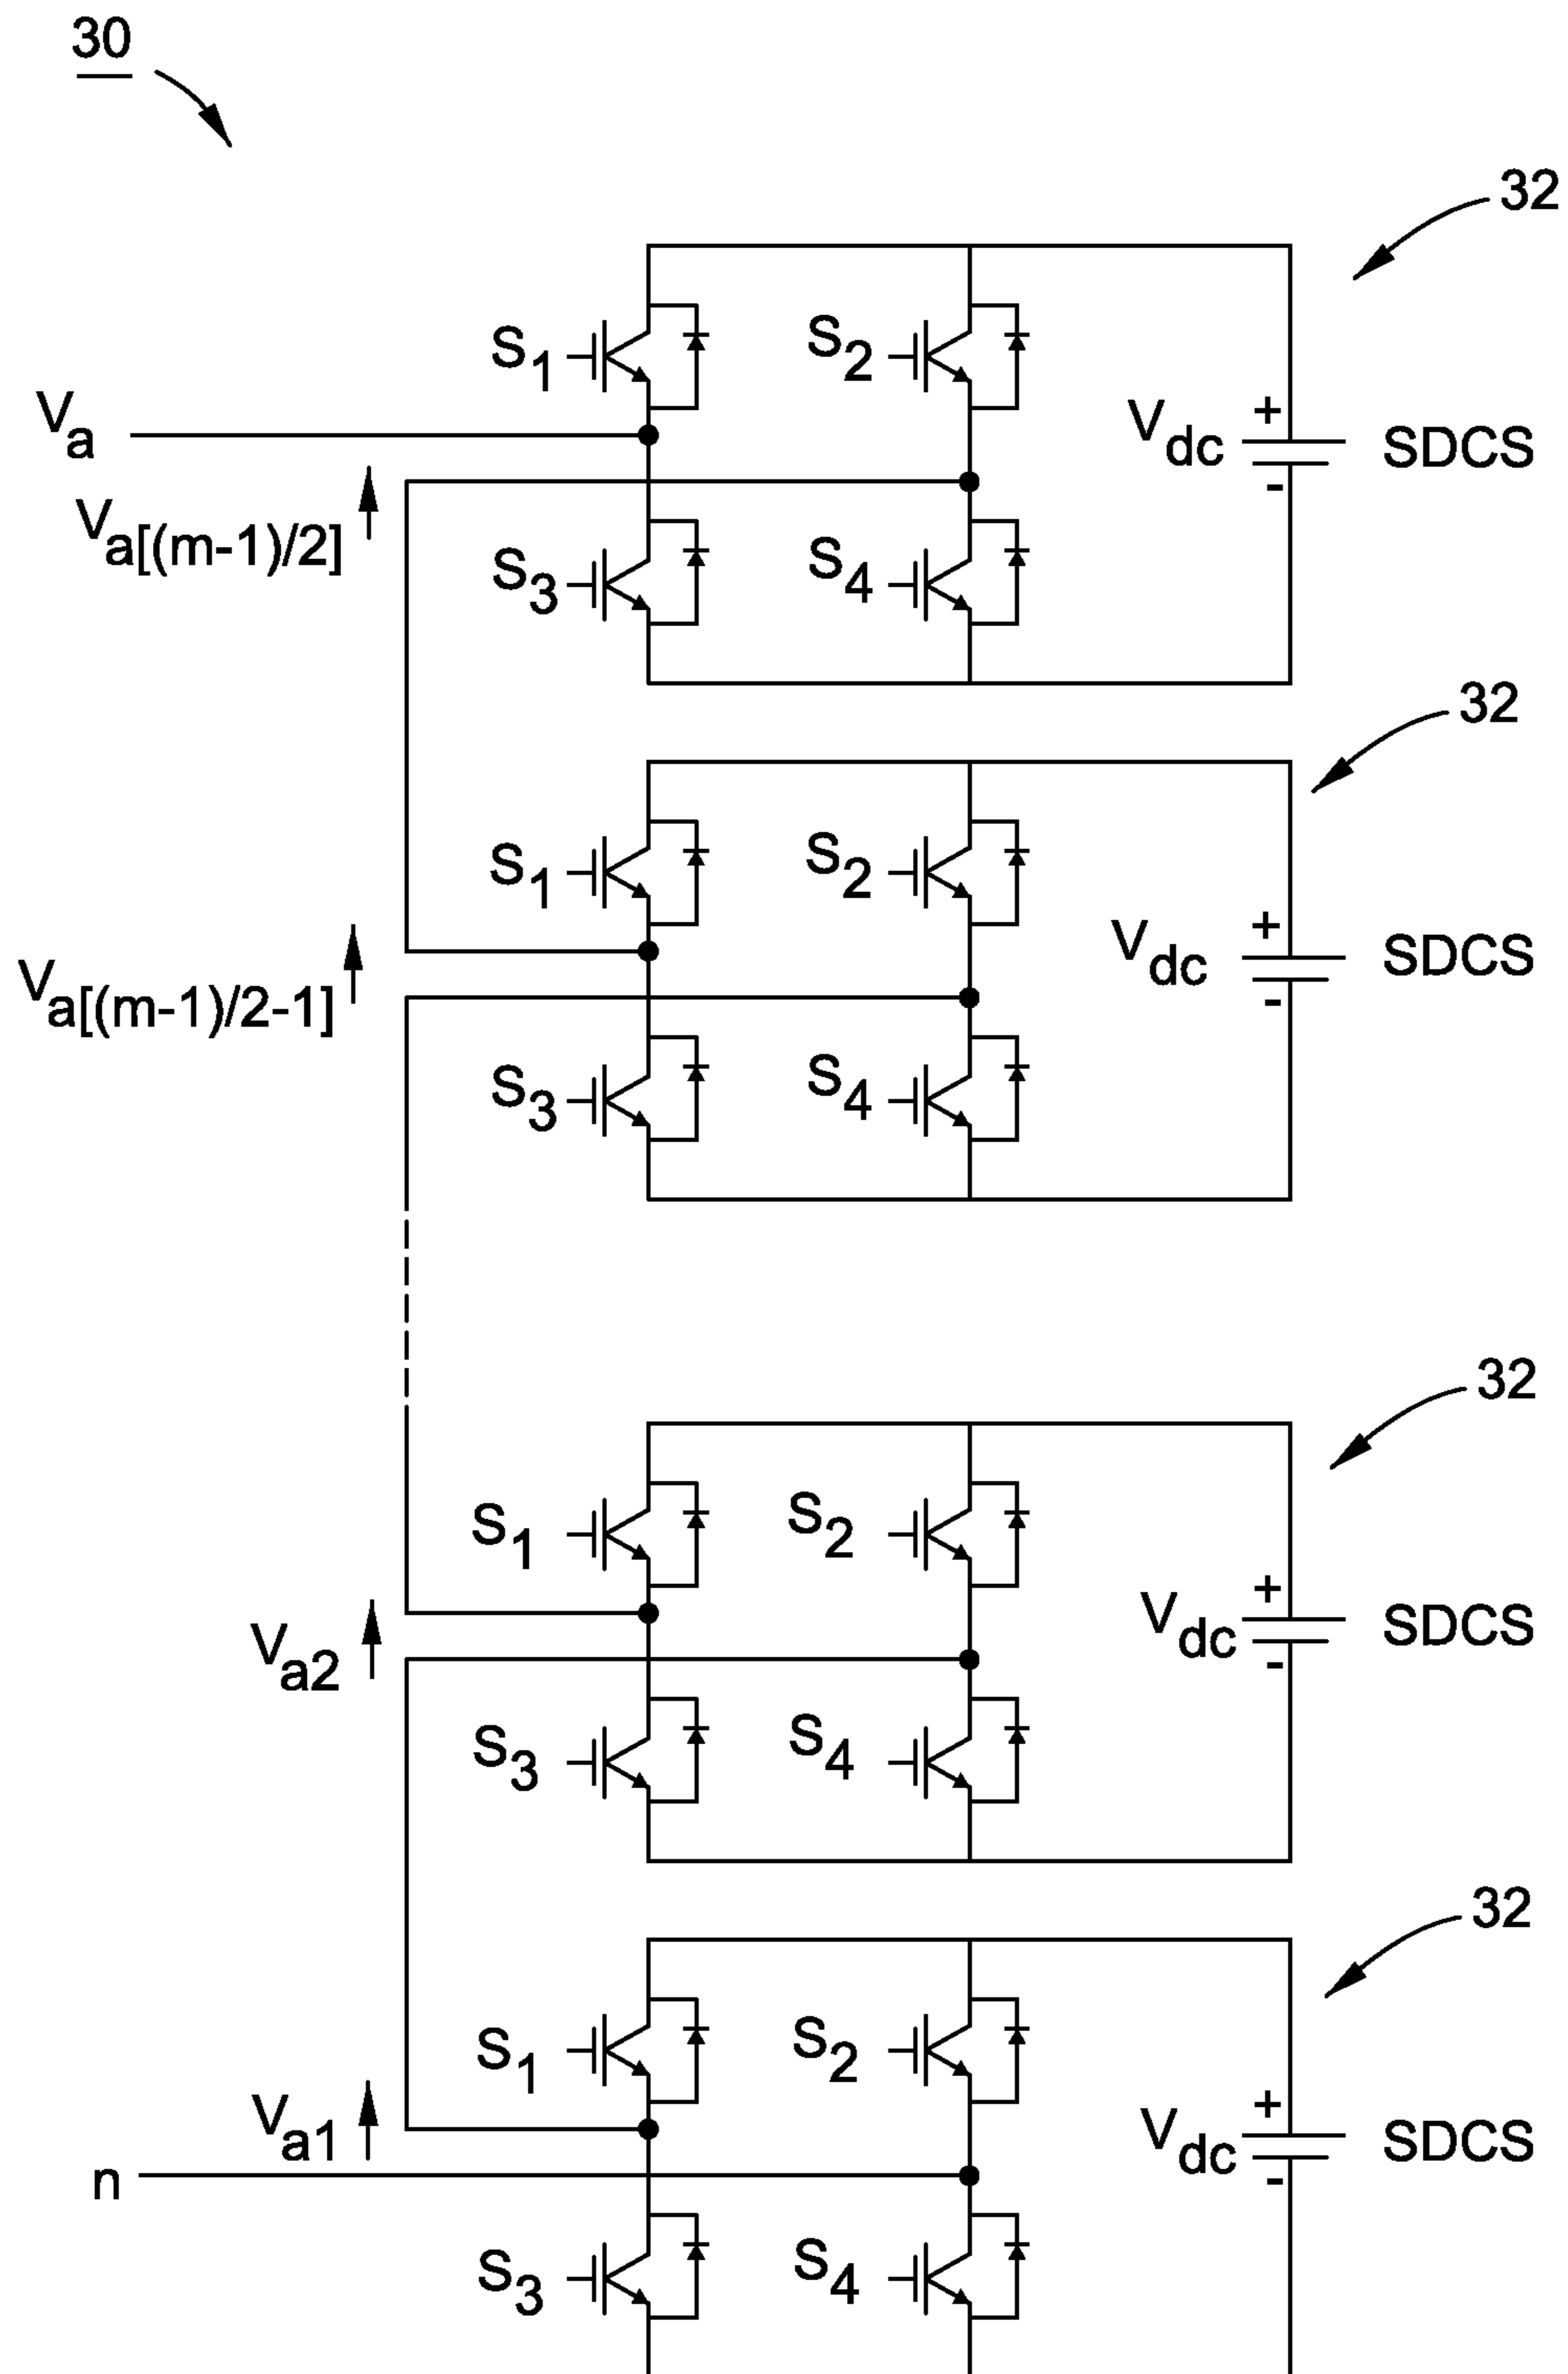 30
32
S1
S2
Va
Vdc
+
-
SDCS
Va[(m-1)/2]
S3
S4
32
S1
S2
Vdc
+
-
SDCS
Va[(m-1)/2-1]
S3
S4
32
S1
S2
Vdc
+
-
SDCS
Va2
S3
S4
32
S1
S2
Vdc
+
-
SDCS
Va1
n
S3
S4